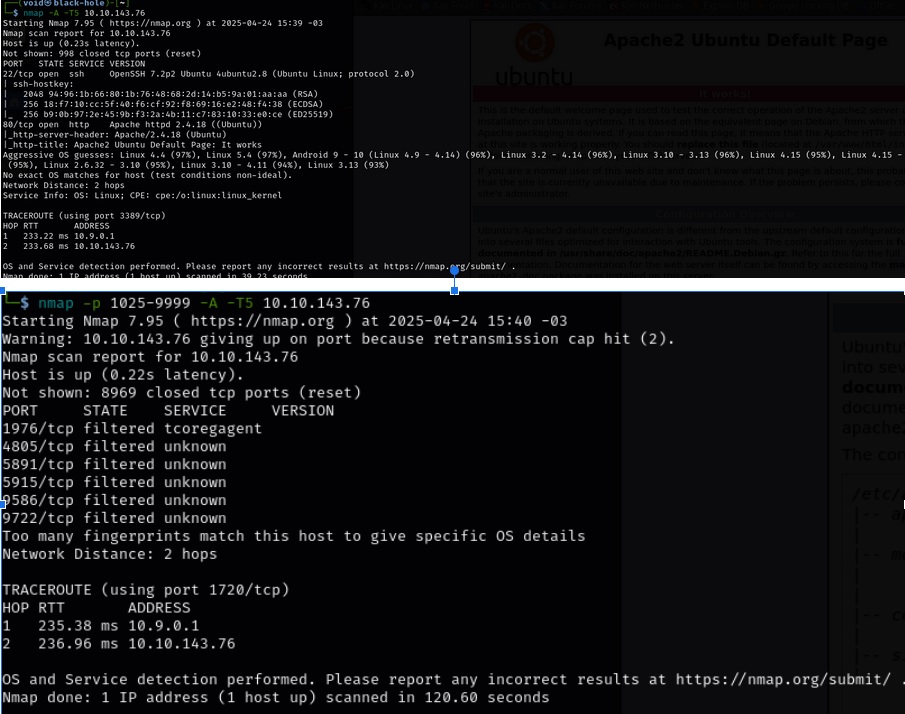 ┌──(void㉿black-hole)-[~]
└─$ nmap -A -T5 10.10.143.76
Starting Nmap 7.95 ( https://nmap.org ) at 2025-04-24 15:39 -03
Nmap scan report for 10.10.143.76
Host is up (0.23s latency).
Not shown: 998 closed tcp ports (reset)
PORT   STATE SERVICE VERSION
22/tcp open  ssh     OpenSSH 7.2p2 Ubuntu 4ubuntu2.8 (Ubuntu Linux; protocol 2.0)
| ssh-hostkey:
|   2048 94:96:1b:66:80:1b:76:48:68:2d:14:b5:9a:01:aa:aa (RSA)
|   256 18:f7:10:cc:5f:40:f6:cf:92:f8:69:16:e2:48:f4:38 (ECDSA)
|_  256 b9:0b:97:2e:45:9b:f3:2a:4b:11:c7:83:10:33:e0:ce (ED25519)
80/tcp open  http    Apache httpd 2.4.18 ((Ubuntu))
|_http-server-header: Apache/2.4.18 (Ubuntu)
|_http-title: Apache2 Ubuntu Default Page: It works
Aggressive OS guesses: Linux 4.4 (97%), Linux 5.4 (97%), Android 9 - 10 (Linux 4.9 - 4.14) (96%), Linux 3.2 - 4.14 (96%), Linux 3.10 - 3.13 (96%), Linux 4.15 (95%), Linux 4.15 -
(95%), Linux 2.6.32 - 3.10 (95%), Linux 3.10 - 4.11 (94%), Linux 3.13 (93%)
No exact OS matches for host (test conditions non-ideal).
Network Distance: 2 hops
Service Info: OS: Linux; CPE: cpe:/o:linux:linux_kernel
TRACEROUTE (using port 3389/tcp)
HOP RTT       ADDRESS
1   233.22 ms 10.9.0.1
2   233.68 ms 10.10.143.76
OS and Service detection performed. Please report any incorrect results at https://nmap.org/submit/ .
Nmap done: 1 IP address (1 host up) scanned in 39.23 seconds
Apache2 Ubuntu Default Page
ubuntu
It works!
└─$ nmap -p 1025-9999 -A -T5 10.10.143.76
Starting Nmap 7.95 ( https://nmap.org ) at 2025-04-24 15:40 -03
Warning: 10.10.143.76 giving up on port because retransmission cap hit (2).
Nmap scan report for 10.10.143.76
Host is up (0.22s latency).
Not shown: 8969 closed tcp ports (reset)
PORT     STATE    SERVICE     VERSION
1976/tcp filtered tcoregagent
4805/tcp filtered unknown
5891/tcp filtered unknown
5915/tcp filtered unknown
9586/tcp filtered unknown
9722/tcp filtered unknown
Too many fingerprints match this host to give specific OS details
Network Distance: 2 hops
TRACEROUTE (using port 1720/tcp)
HOP RTT       ADDRESS
1   235.38 ms 10.9.0.1
2   236.96 ms 10.10.143.76
OS and Service detection performed. Please report any incorrect results at https://nmap.org/submit/ .
Nmap done: 1 IP address (1 host up) scanned in 120.60 seconds